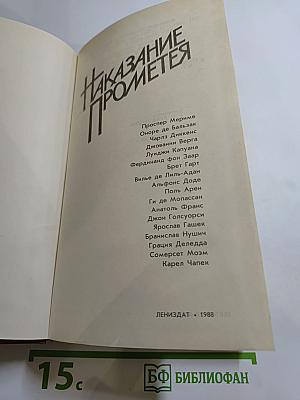 НАКАЗАНИЕ
ПРОМЕТЕЯ
Проспер Мериме
Оноре де Бальзак
Чарлз Диккенс
Джованни Верга
Луиджи Капуана
Фердинанд фон Заар
Брет Гарт
Вилье де Лиль-Адан
Альфонс Доде
Поль Арен
Ги де Мопассан
Анатоль Франс
Джон Голсуорси
Ярослав Гашек
Бранислав Нушич
Грация Деледда
Сомерсет Моэм
Карел Чапек
ЛЕНИЗДАТ • 1988
15с
БФ БИБЛИОФАН